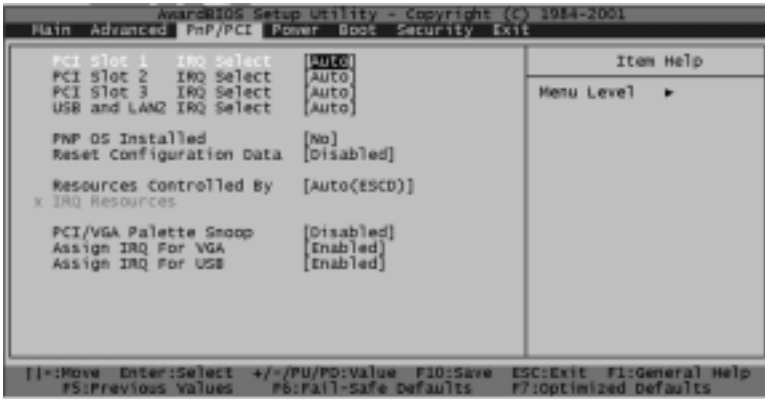 AwardBIOS Setup Utility - Copyright (C) 1984-2001
Main Advanced PnP/PCI Power Boot Security Exit
PCI Slot 1 IRQ Select [Auto]
PCI Slot 2 IRQ Select [Auto]
PCI Slot 3 IRQ Select [Auto]
USB and LAN2 IRQ Select [Auto]
PNP OS Installed [No]
Reset Configuration Data [Disabled]
Resources Controlled By [Auto(ESCD)]
x IRQ Resources
PCI/VGA Palette Snoop [Disabled]
Assign IRQ For VGA [Enabled]
Assign IRQ For USB [Enabled]
Item Help
Menu Level ►
:Move Enter:Select +/-/PU/PD:Value F10:Save ESC:Exit F1:General Help
F5:Previous Values F6:Fail-Safe Defaults F7:Optimized Defaults